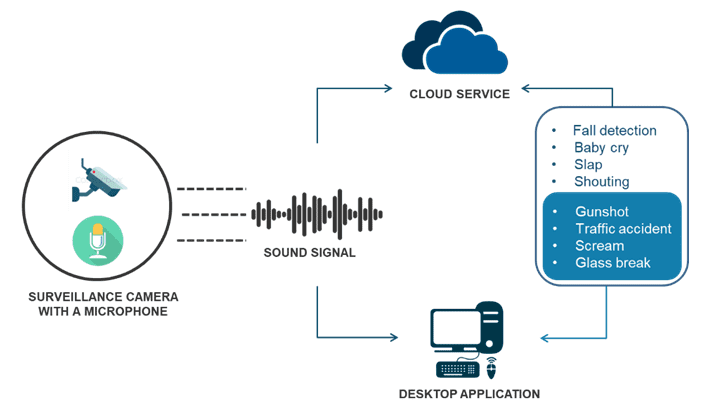 CLOUD SERVICE
• Fall detection
• Baby cry
• Slap
• Shouting
• Gunshot
• Traffic accident
• Scream
• Glass break
SOUND SIGNAL
SURVEILLANCE CAMERA
WITH A MICROPHONE
DESKTOP APPLICATION